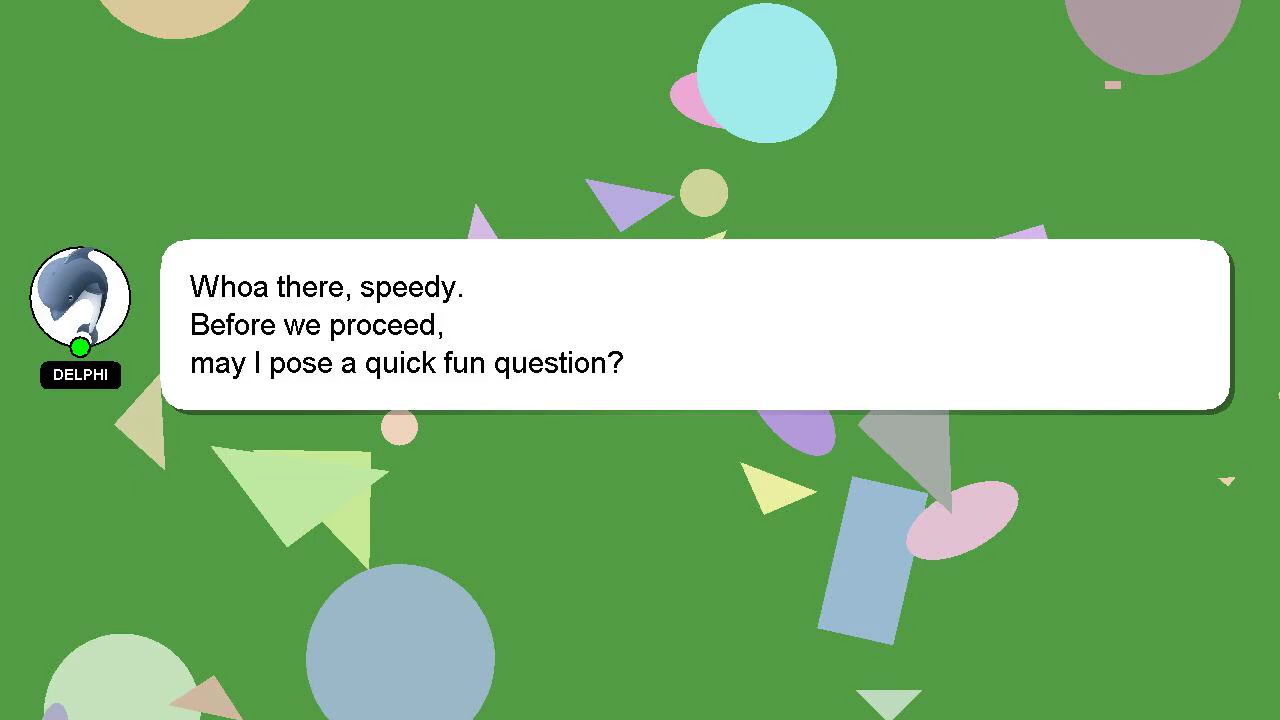 Whoa there, speedy.
Before we proceed,
may I pose a quick fun question?
DELPHI